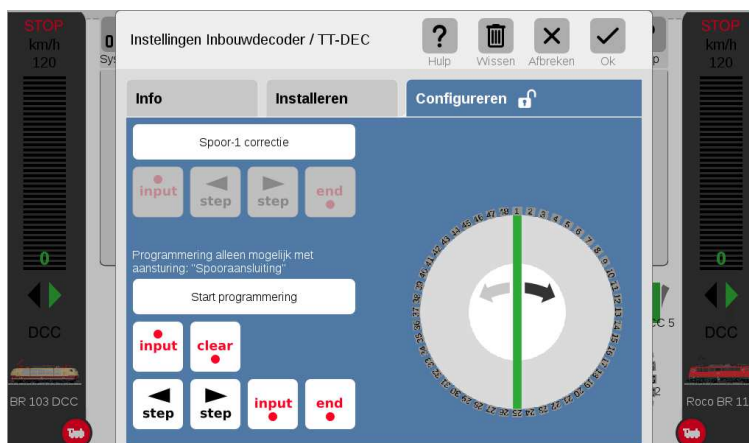 STOP
km/h
120
0
DCC
BR 103 DCC
Instellingen Inbouwdecoder / TT-DEC
?
Hulp
Wissen
Afbreken
Ok
Info
Installeren
Configureren
Spoor-1 correctie
input
step
step
end
Programmering alleen mogelijk met
aansturing: "Spooraansluiting"
Start programmering
input
clear
step
step
input
end
STOP
km/h
120
0
DCC
Roco BR 11